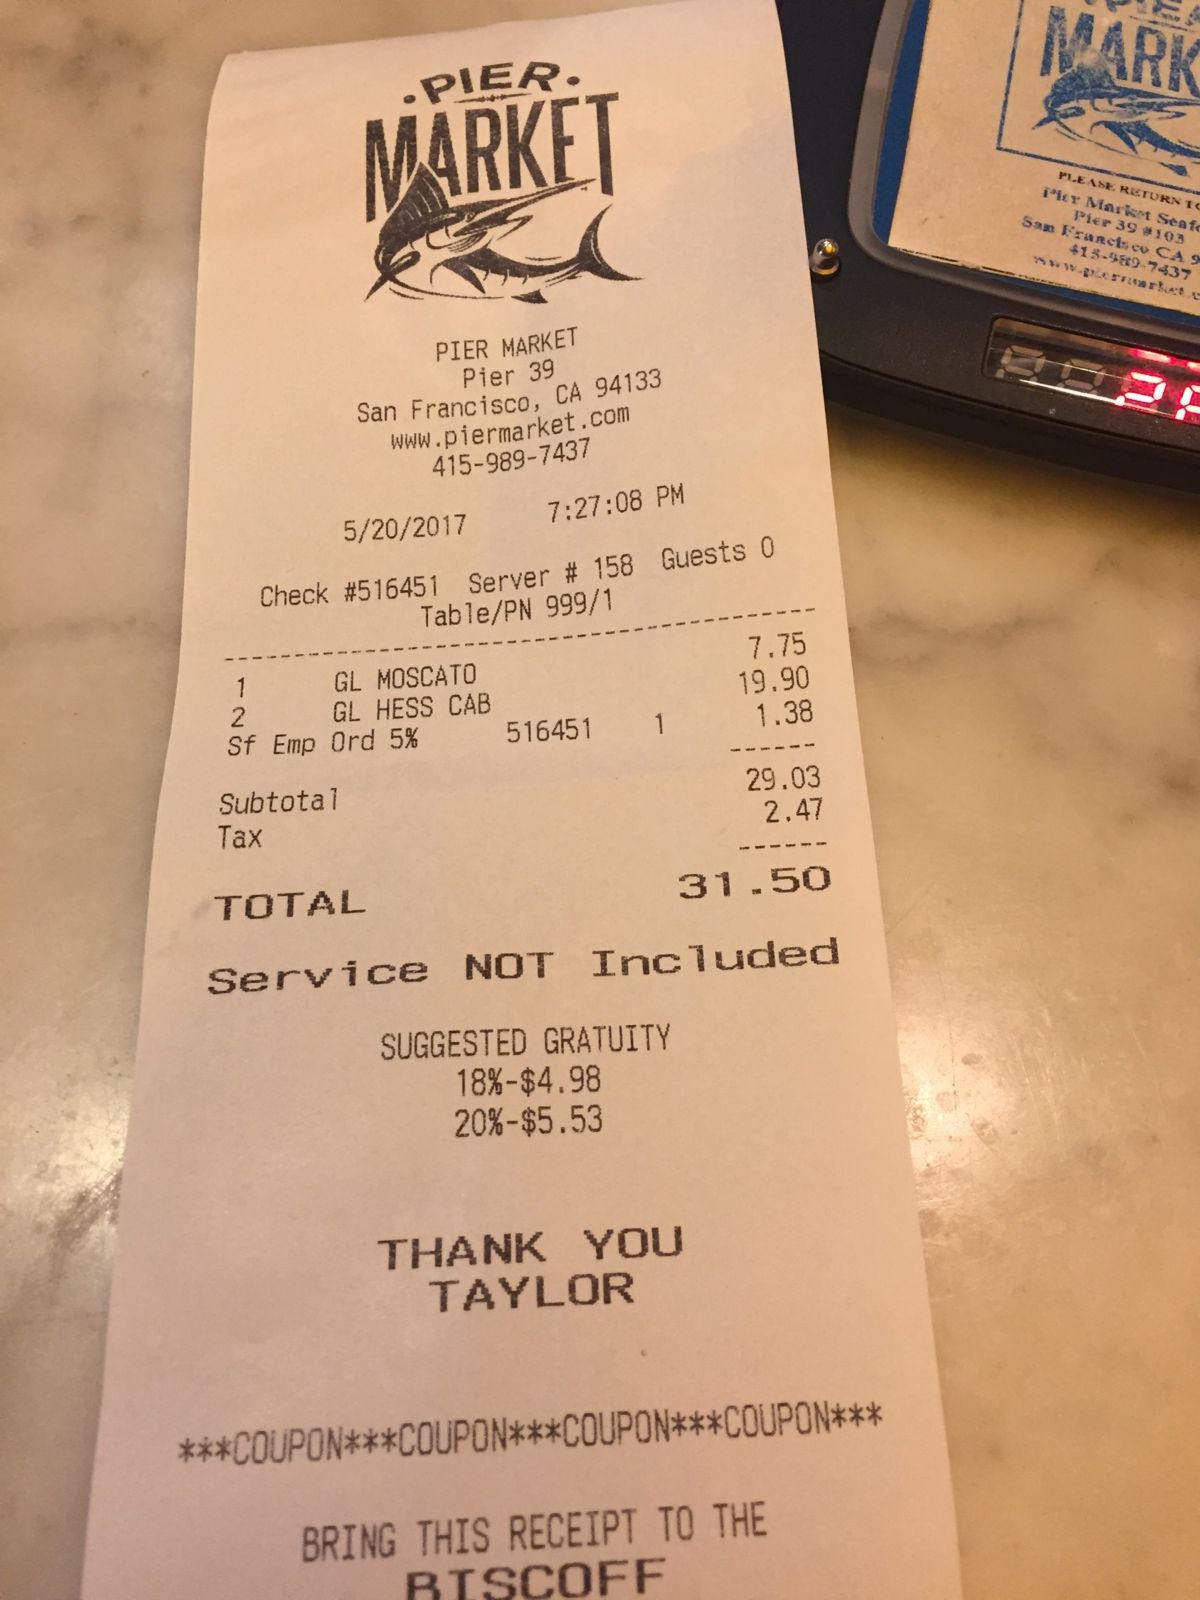 ·PIER·
MARKET
PIER MARKET
Pier 39
San Francisco, CA 94133
www.piermarket.com
415-989-7437
5/20/2017 7:27:08 PM
Check #516451 Server # 158 Guests 0
Table/PN 999/1
--------------------------------------------
1 GL MOSCATO 7.75
2 GL HESS CAB 19.90
Sf Emp Ord 5% 516451 1 1.38
------
Subtotal 29.03
Tax 2.47
------
TOTAL 31.50
Service NOT Included
SUGGESTED GRATUITY
18%-$4.98
20%-$5.53
THANK YOU
TAYLOR
***COUPON***COUPON***COUPON***COUPON***
BRING THIS RECEIPT TO THE
BISCOFF
PIER
MARK
PLEASE RETURN TO
Pier Market
Pier 39 #103
San Francisco CA 9
415-989-7437
www.piermarket.c